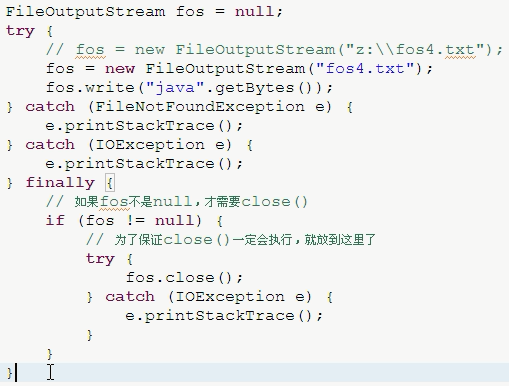 FileOutputStream fos = null;
try {
    // fos = new FileOutputStream("z:\\fos4.txt");
    fos = new FileOutputStream("fos4.txt");
    fos.write("java".getBytes());
} catch (FileNotFoundException e) {
    e.printStackTrace();
} catch (IOException e) {
    e.printStackTrace();
} finally {
    // 如果fos不是null，才需要close()
    if (fos != null) {
        // 为了保证close()一定会执行，就放到这里了
        try {
            fos.close();
        } catch (IOException e) {
            e.printStackTrace();
        }
    }
}